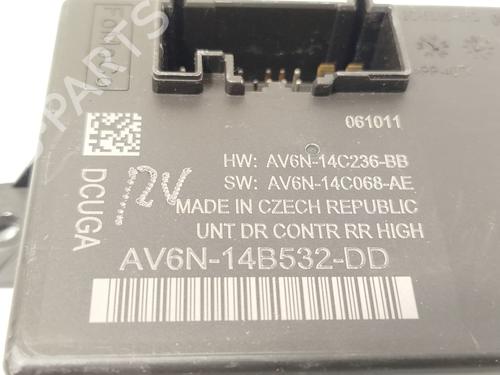 061011
HW: AV6N-14C236-BB
SW: AV6N-14C068-AE
MADE IN CZECH REPUBLIC
UNT DR CONTR RR HIGH
AV6N-14B532-DD
DCUGA
12V
B-Parts